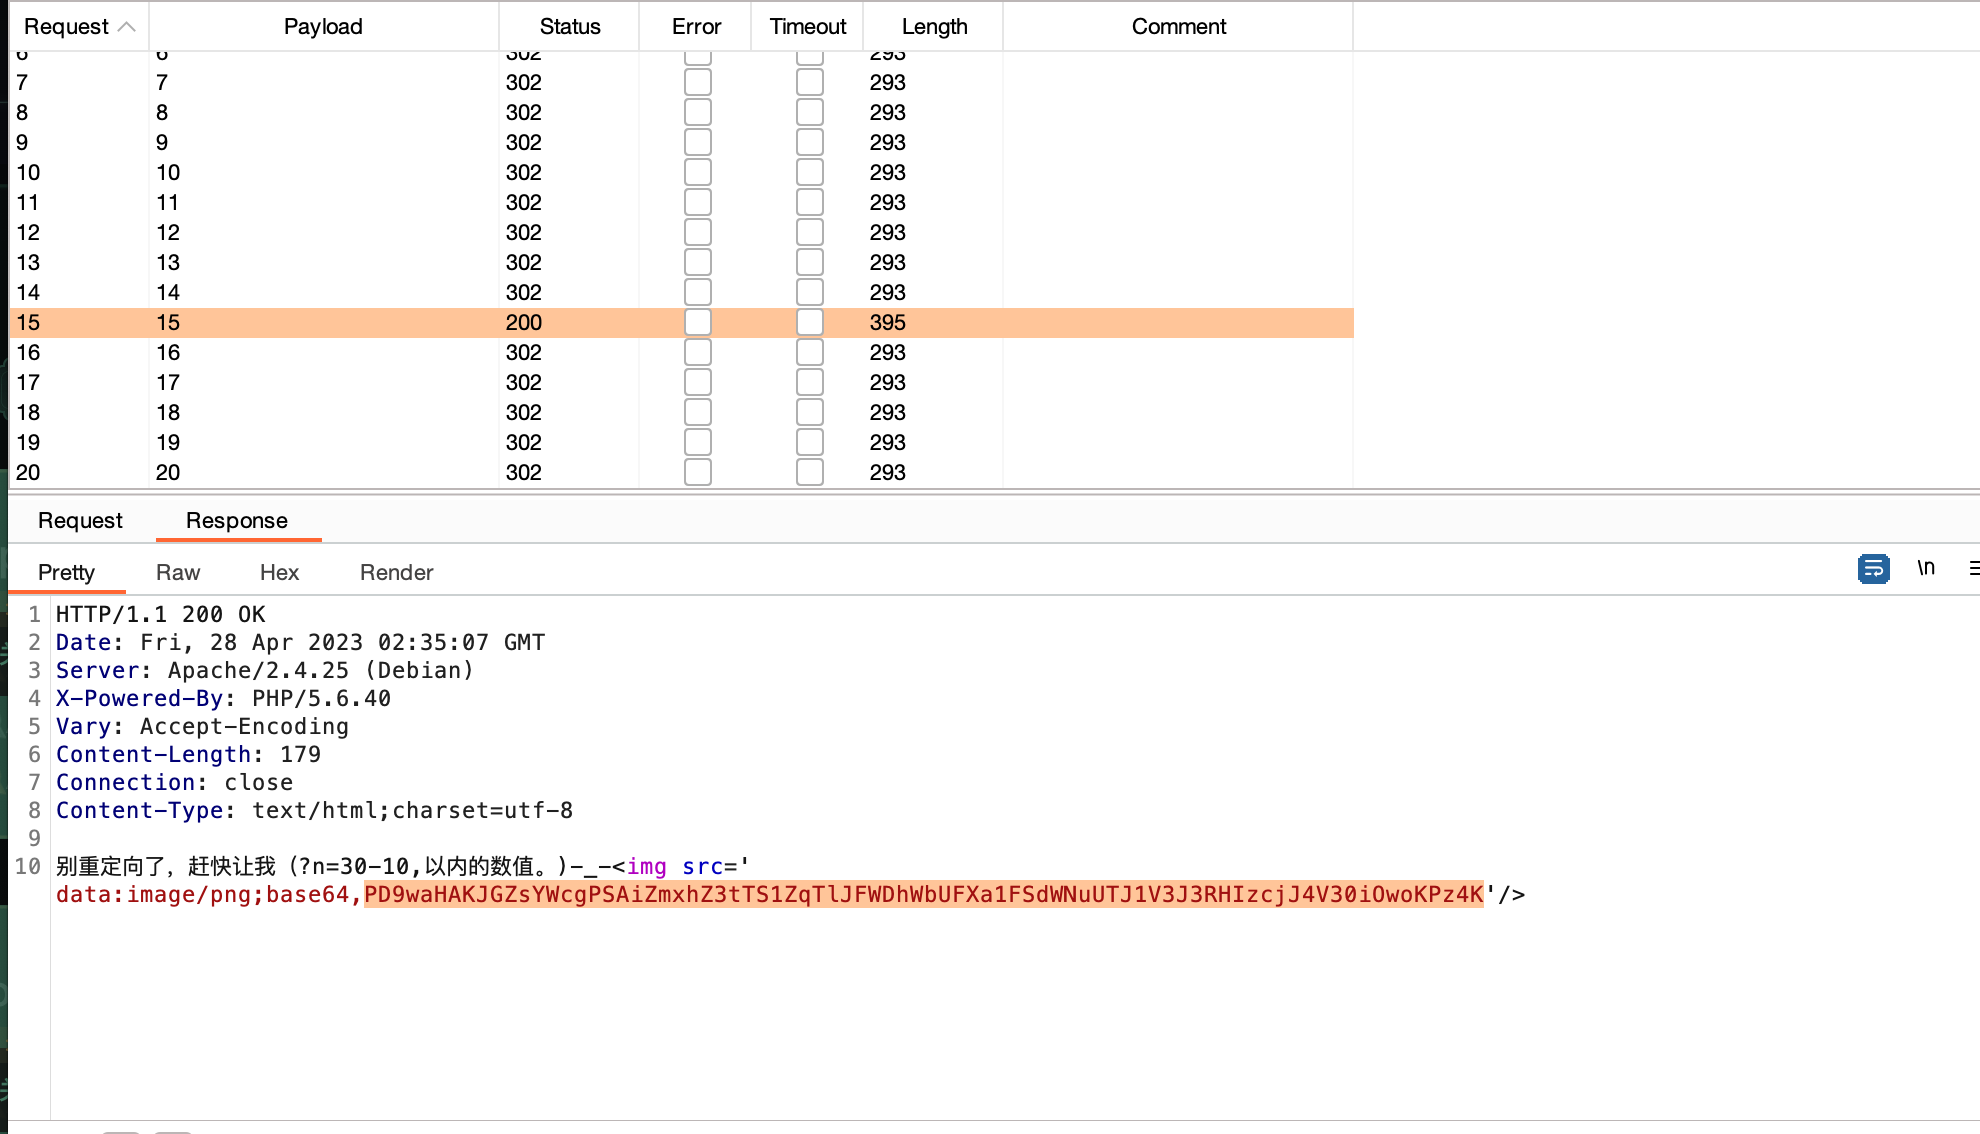 Request Payload Status Error Timeout Length Comment
6 6 302 293
7 7 302 293
8 8 302 293
9 9 302 293
10 10 302 293
11 11 302 293
12 12 302 293
13 13 302 293
14 14 302 293
15 15 200 395
16 16 302 293
17 17 302 293
18 18 302 293
19 19 302 293
20 20 302 293
Request Response
Pretty Raw Hex Render \n
1 HTTP/1.1 200 OK
2 Date: Fri, 28 Apr 2023 02:35:07 GMT
3 Server: Apache/2.4.25 (Debian)
4 X-Powered-By: PHP/5.6.40
5 Vary: Accept-Encoding
6 Content-Length: 179
7 Connection: close
8 Content-Type: text/html;charset=utf-8
9
10 别重定向了，赶快让我（?n=30-10,以内的数值。)-_-<img src='
data:image/png;base64,PD9waHAKJGZsYWcgPSAiZmxhZ3tTS1ZqTlJFWDhWbUFXa1FSdWNuUTJ1V3J3RHIzcjJ4V30iOwoKPz4K'/>